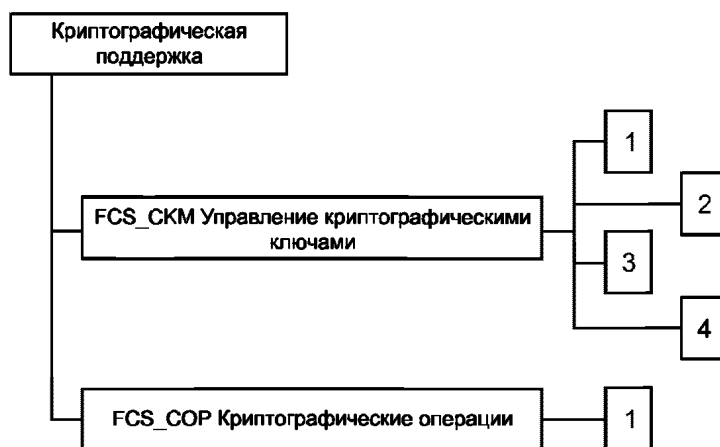 Криптографическая
поддержка
1
2
FCS_CKM Управление криптографическими
ключами
3
4
FCS_COP Криптографические операции
1